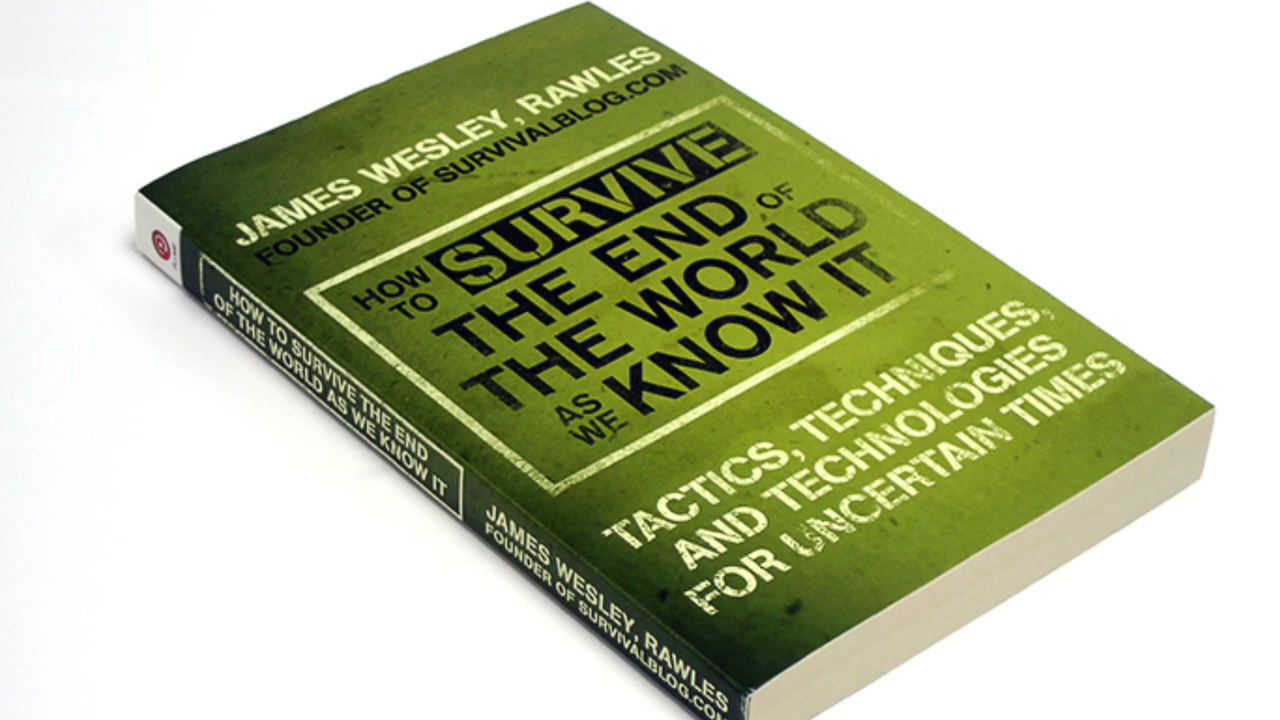 JAMES WESLEY, RAWLES
FOUNDER OF SURVIVALBLOG.COM
HOW TO SURVIVE
THE END OF
THE WORLD
AS WE KNOW IT
TACTICS, TECHNIQUES,
AND TECHNOLOGIES
FOR UNCERTAIN TIMES
HOW TO SURVIVE THE END
OF THE WORLD AS WE KNOW IT
JAMES WESLEY, RAWLES
FOUNDER OF SURVIVALBLOG.COM